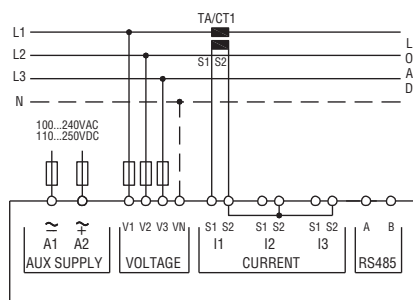 TA/CT1
L1
L2
L3
N
S1 S2
LOAD
100...240VAC
110...250VDC
V1 V2 V3 VN S1 S2 S1 S2 S1 S2 A B
A1 A2 I1 I2 I3
AUX SUPPLY VOLTAGE CURRENT RS485